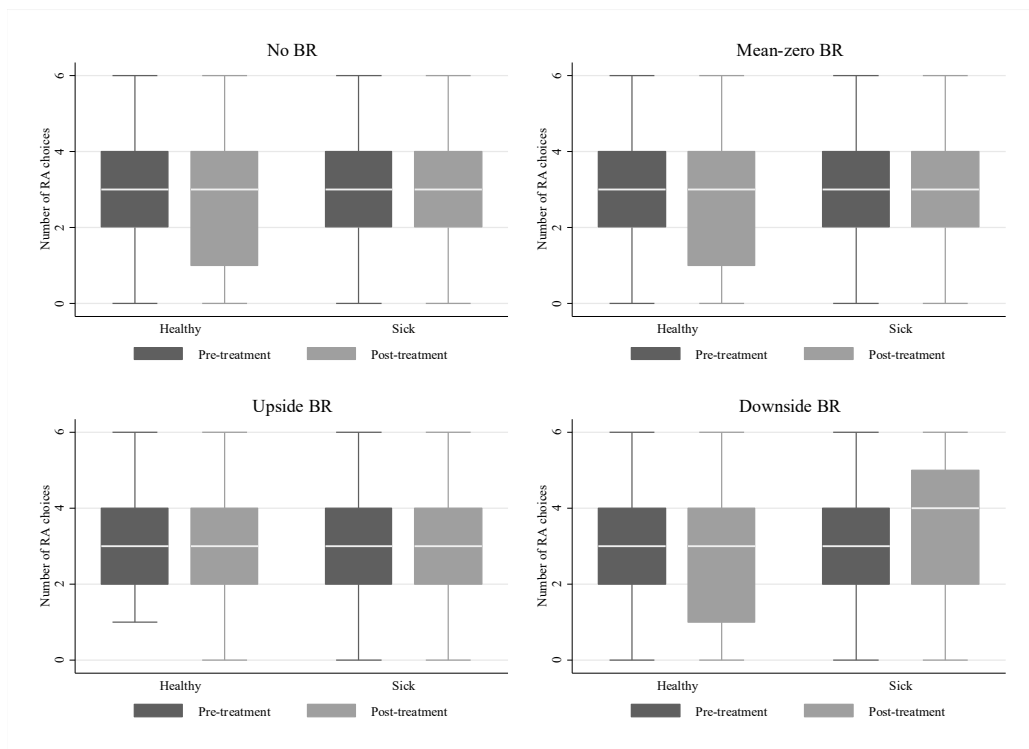 No BR
Number of RA choices
6
4
2
0
Healthy Sick
Pre-treatment Post-treatment
Mean-zero BR
Number of RA choices
6
4
2
0
Healthy Sick
Pre-treatment Post-treatment
Upside BR
Number of RA choices
6
4
2
0
Healthy Sick
Pre-treatment Post-treatment
Downside BR
Number of RA choices
6
4
2
0
Healthy Sick
Pre-treatment Post-treatment